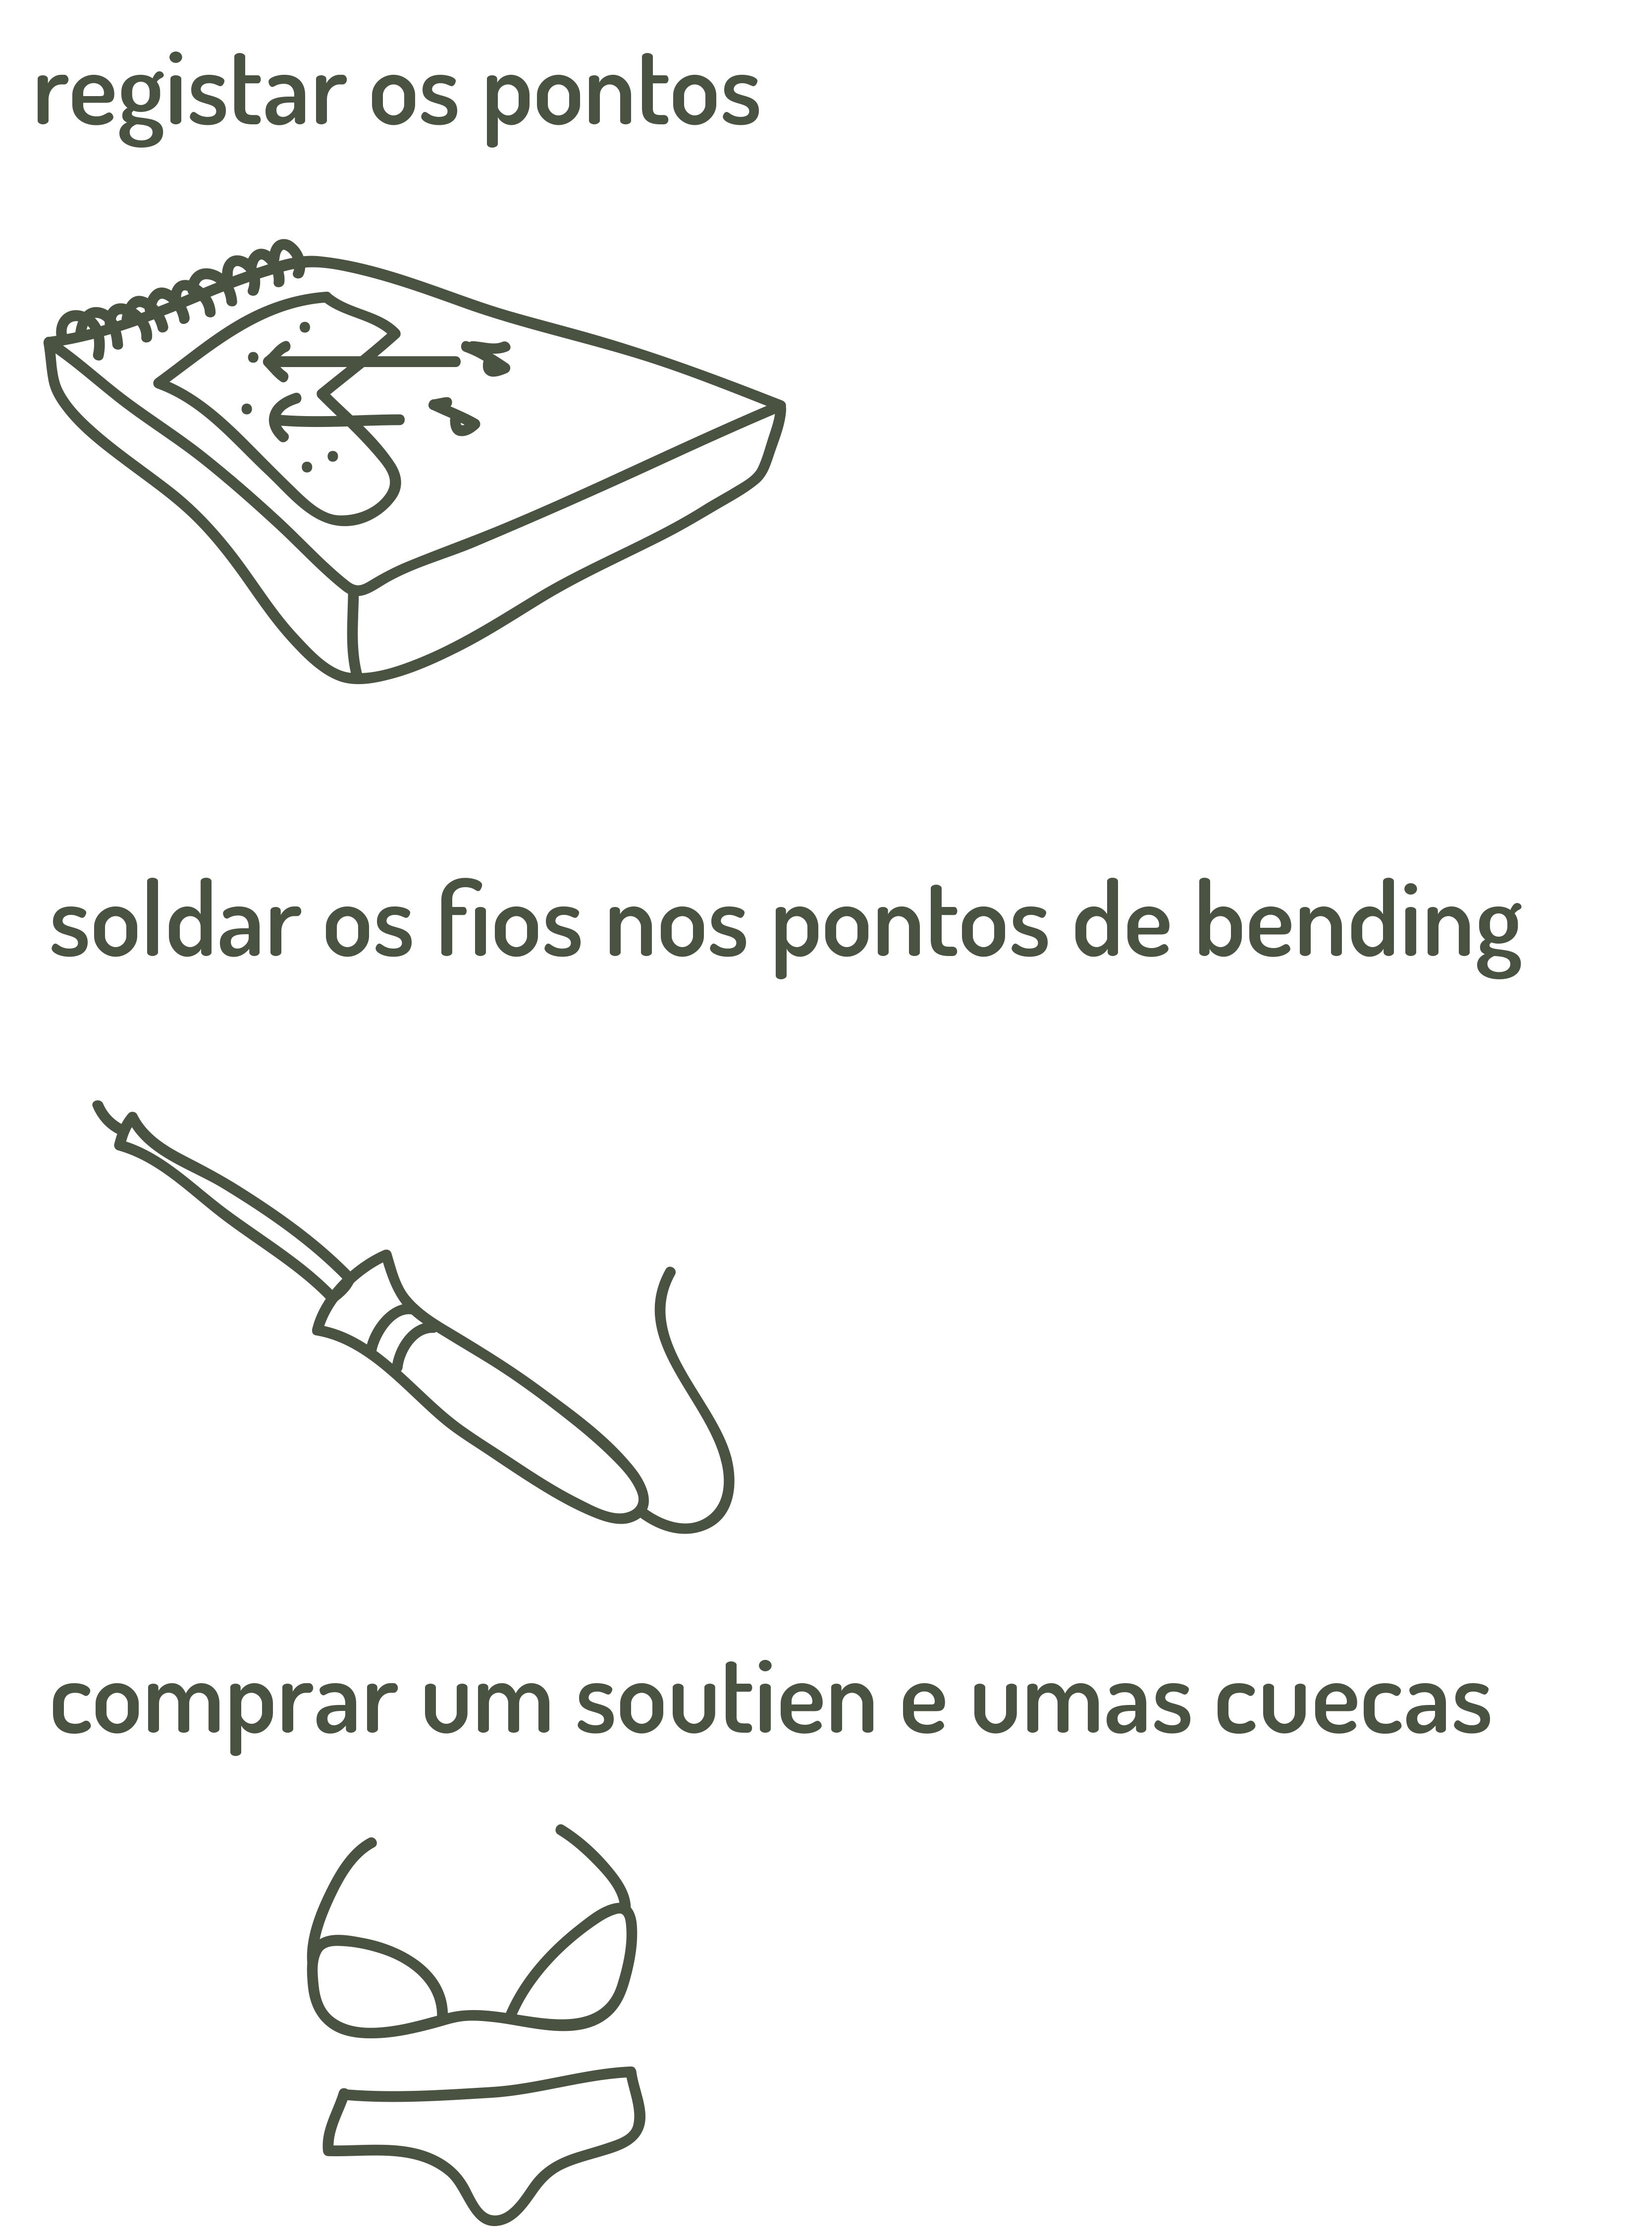 registar os pontos
soldar os fios nos pontos de bending
comprar um soutien e umas cuecas